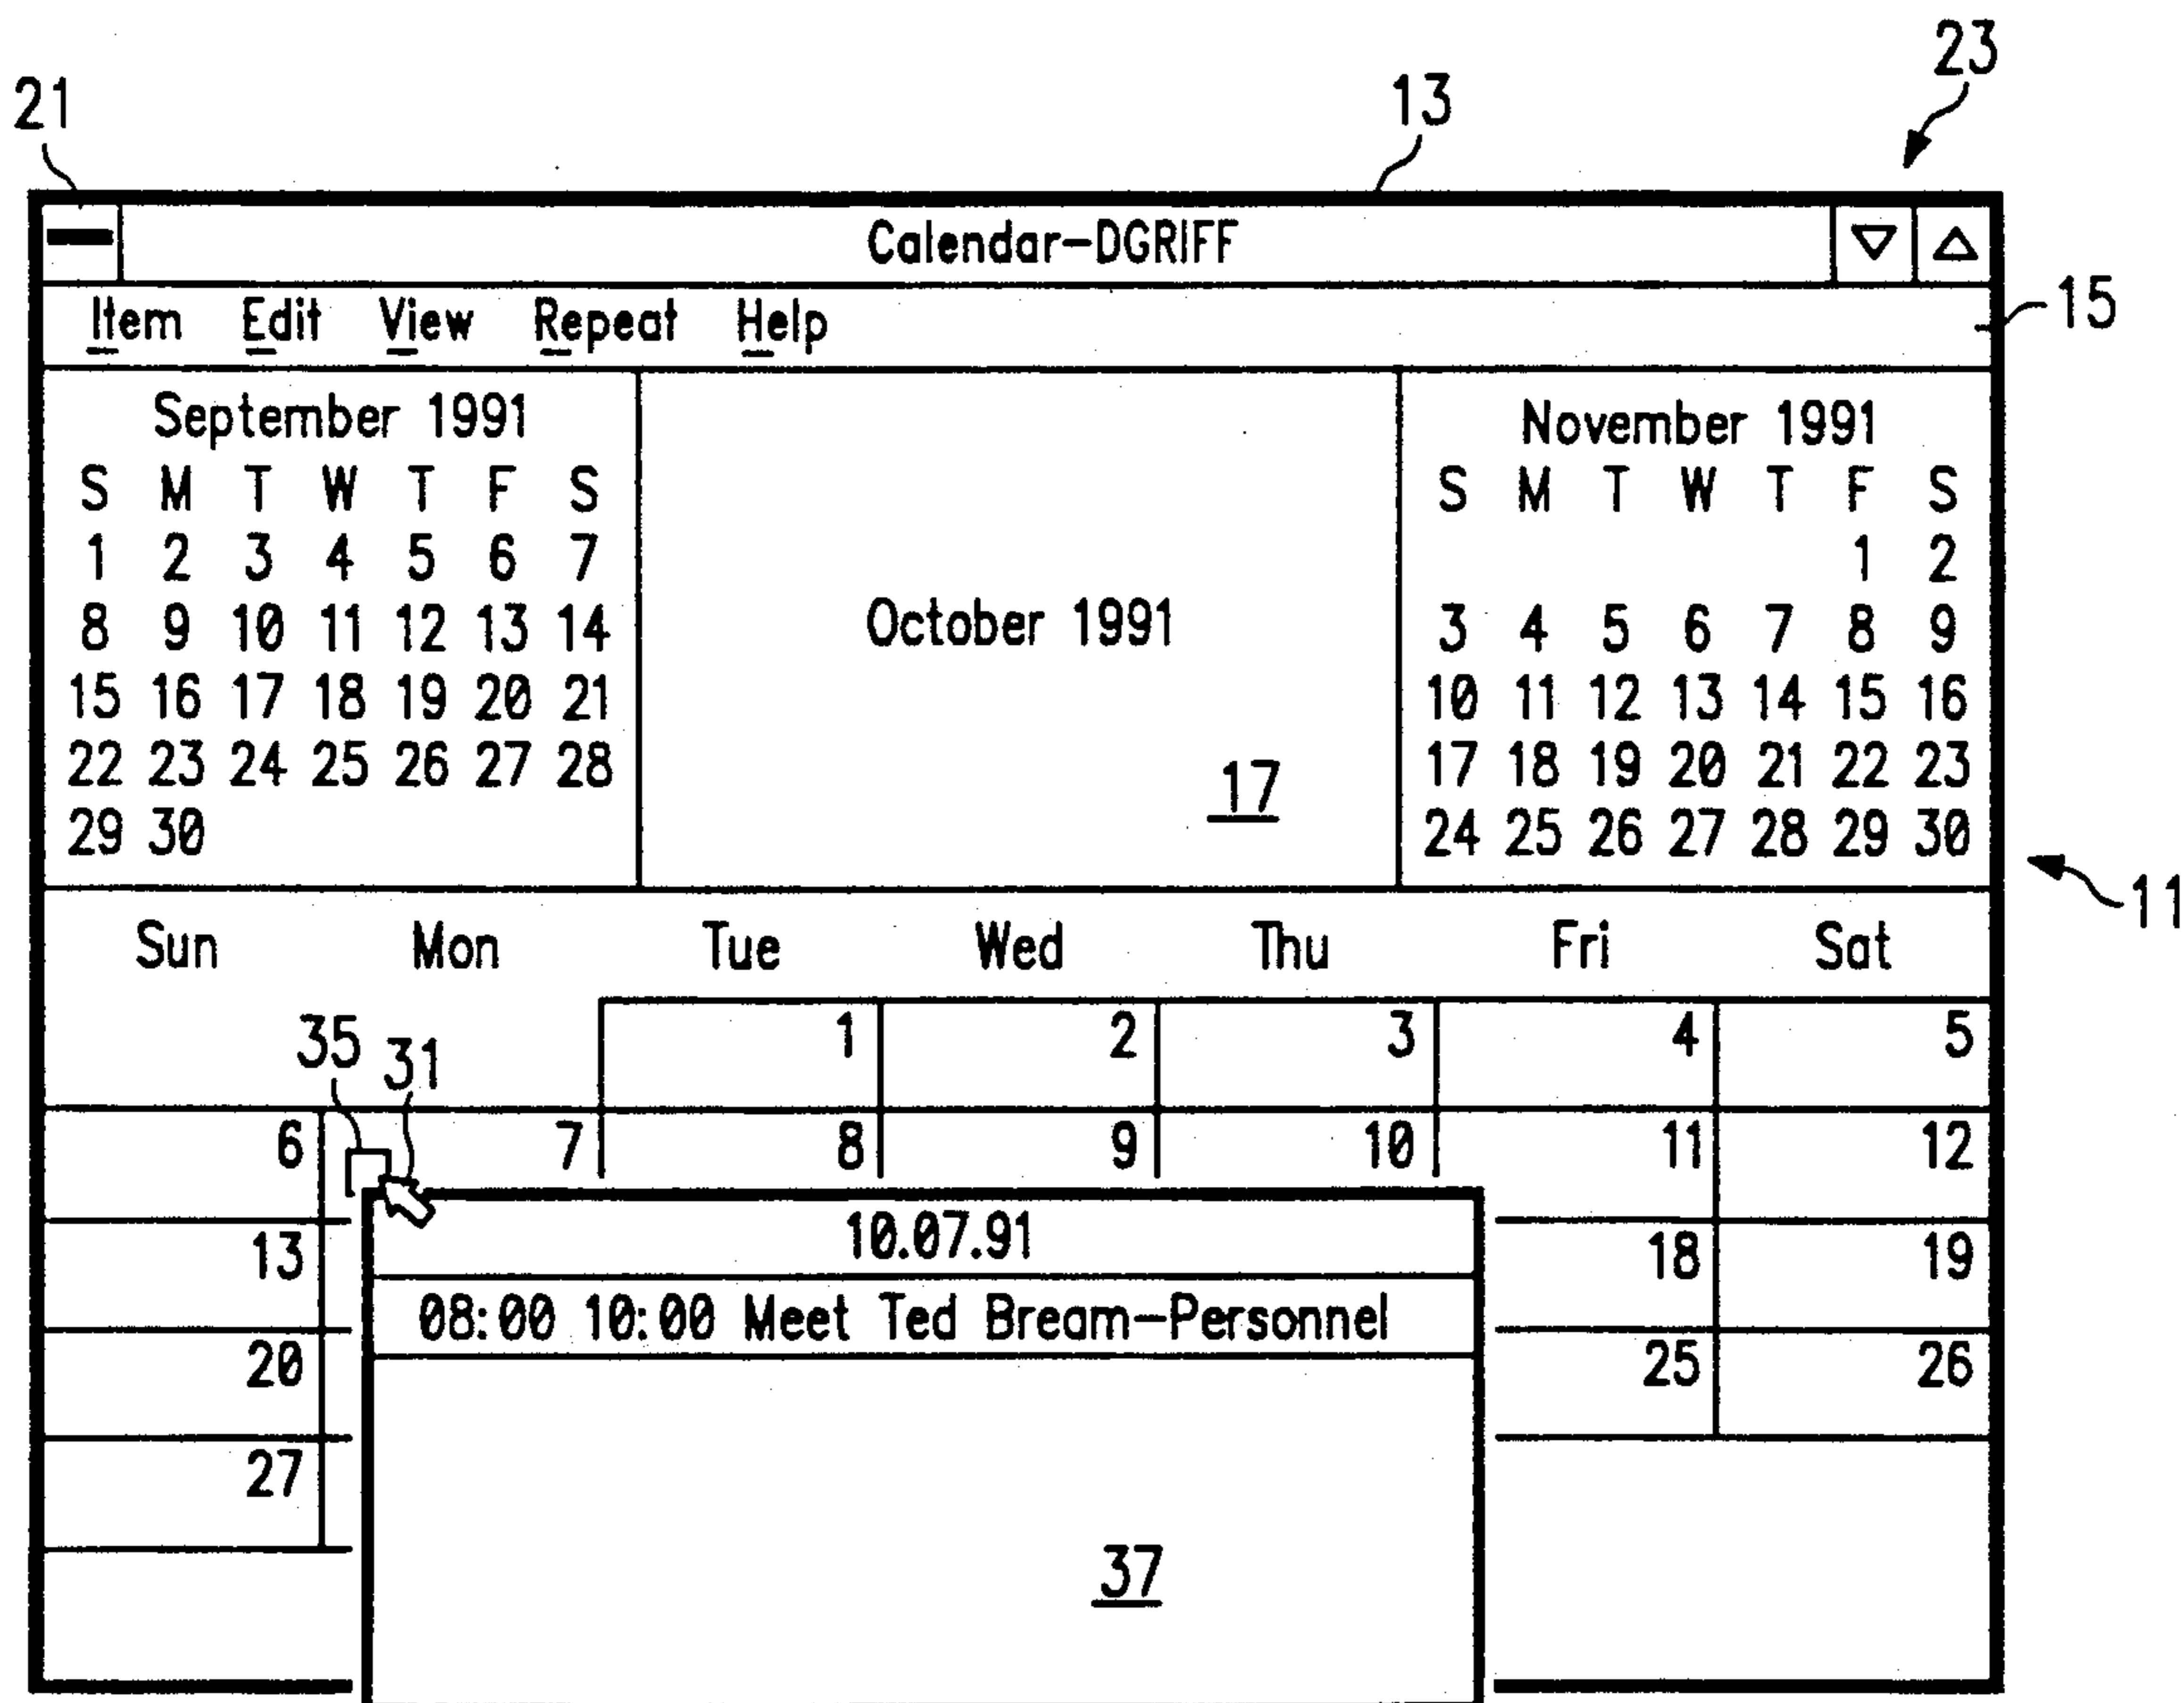 23
21
13
Calendar-DGRIFF
Item Edit View Repeat Help
15
September 1991
S M T W T F S
1 2 3 4 5 6 7
8 9 10 11 12 13 14
15 16 17 18 19 20 21
22 23 24 25 26 27 28
29 30
October 1991
17
November 1991
S M T W T F S
1 2
3 4 5 6 7 8 9
10 11 12 13 14 15 16
17 18 19 20 21 22 23
24 25 26 27 28 29 30
11
Sun Mon Tue Wed Thu Fri Sat
1 2 3 4 5
35 31
6 7 8 9 10 11 12
10.07.91
13 18 19
08:00 10:00 Meet Ted Bream-Personnel
20 25 26
27
37